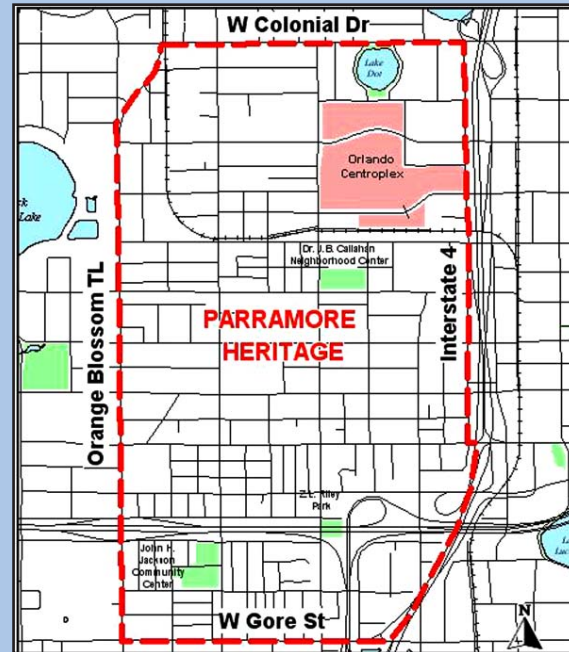 W Colonial Dr
Lake
Dot
Orlando
Centroplex
Lake
Dr. J.B. Callahan
Neighborhood Center
Orange Blossom TL
Interstate 4
PARRAMORE
HERITAGE
Z.L. Riley
Park
John H.
Jackson
Community
Center
W Gore St
N